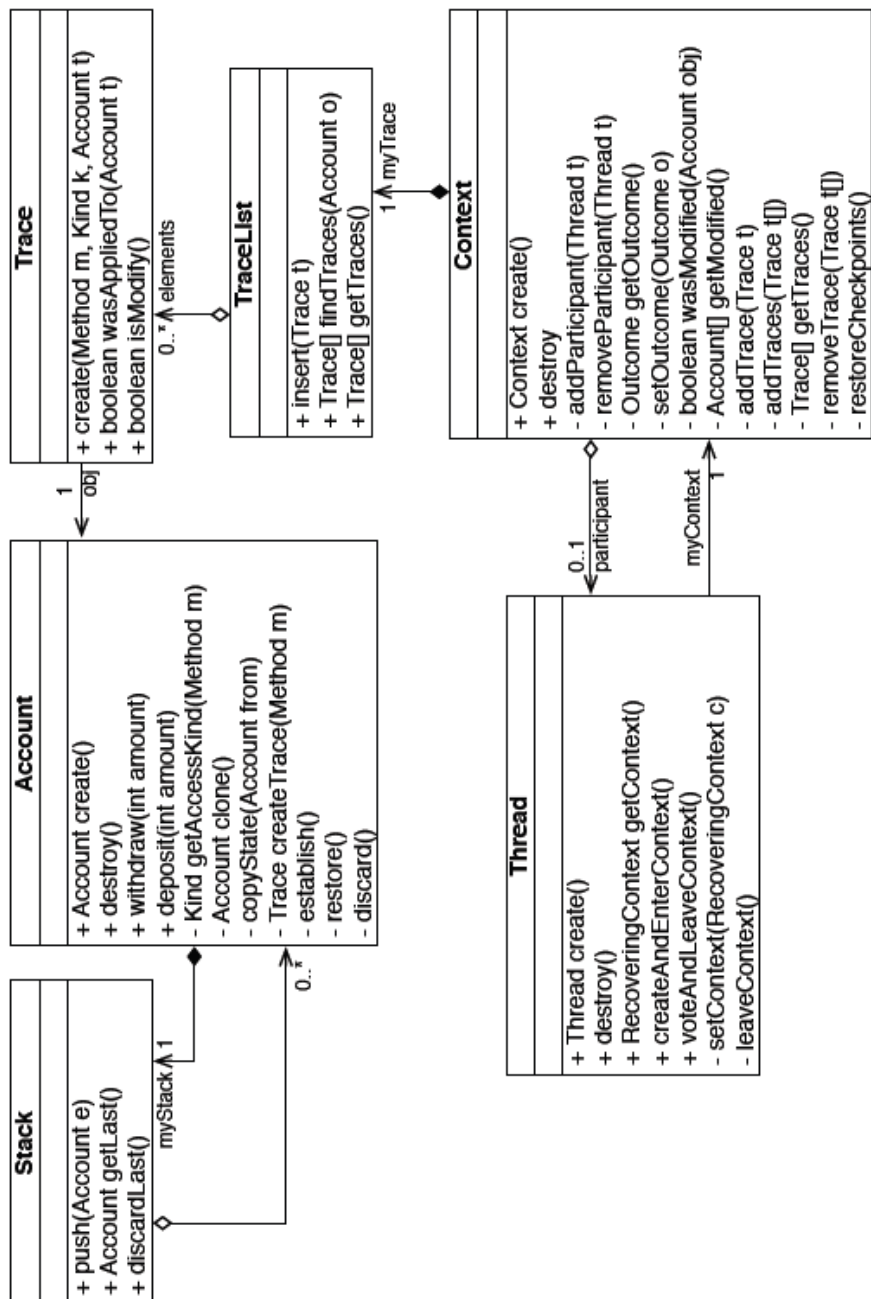 Stack
+ push(Account e)
+ Account getLast()
+ discardLast()
myStack
1
0..*
Account
+ Account create()
+ destroy()
+ withdraw(int amount)
+ deposit(int amount)
- Kind getAccessKind(Method m)
- Account clone()
- copyState(Account from)
- Trace createTrace(Method m)
- establish()
- restore()
- discard()
1
obj
Trace
+ create(Method m, Kind k, Account t)
+ boolean wasAppliedTo(Account t)
+ boolean isModify()
0..*
elements
TraceList
+ insert(Trace t)
+ Trace[] findTraces(Account o)
+ Trace[] getTraces()
1
myTrace
Thread
+ Thread create()
+ destroy()
+ RecoveringContext getContext()
+ createAndEnterContext()
+ voteAndLeaveContext()
- setContext(RecoveringContext c)
- leaveContext()
0..1
participant
myContext
1
Context
+ Context create()
+ destroy
- addParticipant(Thread t)
- removeParticipant(Thread t)
- Outcome getOutcome()
- setOutcome(Outcome o)
- boolean wasModified(Account obj)
- Account[] getModified()
- addTrace(Trace t)
- addTraces(Trace t[])
- Trace[] getTraces()
- removeTrace(Trace t[])
- restoreCheckpoints()